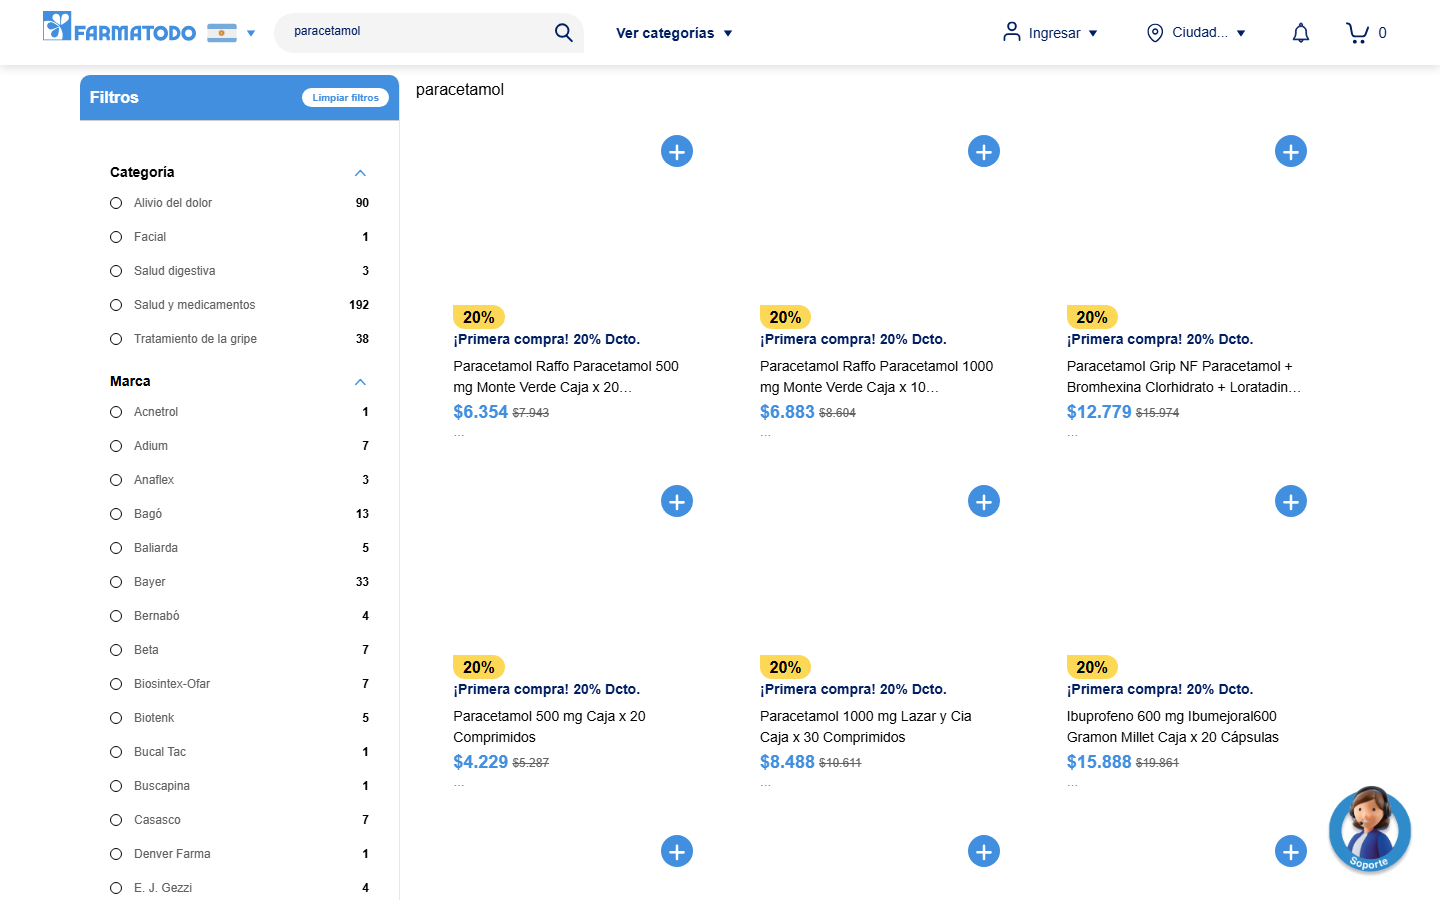 FARMATODO
paracetamol
Ver categorías
Ingresar
Ciudad...
0
Filtros
Limpiar filtros
Categoría
Alivio del dolor 90
Facial 1
Salud digestiva 3
Salud y medicamentos 192
Tratamiento de la gripe 38
Marca
Acnetrol 1
Adium 7
Anaflex 3
Bagó 13
Baliarda 5
Bayer 33
Bernabó 4
Beta 7
Biosintex-Ofar 7
Biotenk 5
Bucal Tac 1
Buscapina 1
Casasco 7
Denver Farma 1
E. J. Gezzi 4
paracetamol
20%
¡Primera compra! 20% Dcto.
Paracetamol Raffo Paracetamol 500
mg Monte Verde Caja x 20...
$6.354 $7.943
...
20%
¡Primera compra! 20% Dcto.
Paracetamol Raffo Paracetamol 1000
mg Monte Verde Caja x 10...
$6.883 $8.604
...
20%
¡Primera compra! 20% Dcto.
Paracetamol Grip NF Paracetamol +
Bromhexina Clorhidrato + Loratadin...
$12.779 $15.974
...
20%
¡Primera compra! 20% Dcto.
Paracetamol 500 mg Caja x 20
Comprimidos
$4.229 $5.287
...
20%
¡Primera compra! 20% Dcto.
Paracetamol 1000 mg Lazar y Cia
Caja x 30 Comprimidos
$8.488 $10.611
...
20%
¡Primera compra! 20% Dcto.
Ibuprofeno 600 mg Ibumejoral600
Gramon Millet Caja x 20 Cápsulas
$15.888 $19.861
...
Soporte